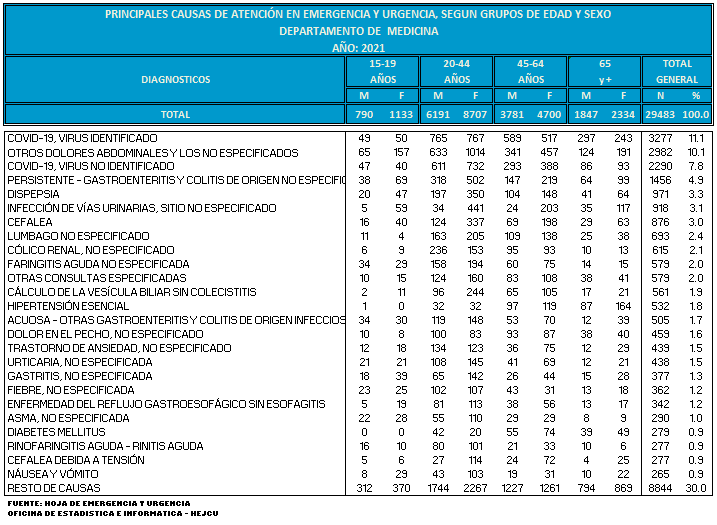 PRINCIPALES CAUSAS DE ATENCIÓN EN EMERGENCIA Y URGENCIA, SEGUN GRUPOS DE EDAD Y SEXO
DEPARTAMENTO DE MEDICINA
AÑO: 2021
DIAGNOSTICOS 15-19 AÑOS 20-44 AÑOS 45-64 AÑOS 65 y + TOTAL GENERAL
M F M F M F M F N %
TOTAL 790 1133 6191 8707 3781 4700 1847 2334 29483 100.0
COVID-19, VIRUS IDENTIFICADO 49 50 765 767 589 517 297 243 3277 11.1
OTROS DOLORES ABDOMINALES Y LOS NO ESPECIFICADOS 65 157 633 1014 341 457 124 191 2982 10.1
COVID-19, VIRUS NO IDENTIFICADO 47 40 611 732 293 388 86 93 2290 7.8
PERSISTENTE - GASTROENTERITIS Y COLITIS DE ORIGEN NO ESPECIFIC 38 69 318 502 147 219 64 99 1456 4.9
DISPEPSIA 20 47 197 350 104 148 41 64 971 3.3
INFECCIÓN DE VÍAS URINARIAS, SITIO NO ESPECIFICADO 5 59 34 441 24 203 35 117 918 3.1
CEFALEA 16 40 124 337 69 198 29 63 876 3.0
LUMBAGO NO ESPECIFICADO 11 4 163 205 109 138 25 38 693 2.4
CÓLICO RENAL, NO ESPECIFICADO 6 9 236 153 95 93 10 13 615 2.1
FARINGITIS AGUDA NO ESPECIFICADA 34 29 158 194 60 75 14 15 579 2.0
OTRAS CONSULTAS ESPECIFICADAS 10 15 124 160 83 108 38 41 579 2.0
CÁLCULO DE LA VESÍCULA BILIAR SIN COLECISTITIS 2 11 96 244 65 105 17 21 561 1.9
HIPERTENSIÓN ESENCIAL 1 0 32 32 97 119 87 164 532 1.8
ACUOSA - OTRAS GASTROENTERITIS Y COLITIS DE ORIGEN INFECCIOS 34 30 119 148 53 70 12 39 505 1.7
DOLOR EN EL PECHO, NO ESPECIFICADO 10 8 100 83 93 87 38 40 459 1.6
TRASTORNO DE ANSIEDAD, NO ESPECIFICADO 12 18 134 123 36 75 12 29 439 1.5
URTICARIA, NO ESPECIFICADA 21 21 108 145 41 69 12 21 438 1.5
GASTRITIS, NO ESPECIFICADA 18 39 65 142 26 44 15 28 377 1.3
FIEBRE, NO ESPECIFICADA 23 25 102 107 43 31 13 18 362 1.2
ENFERMEDAD DEL REFLUJO GASTROESOFÁGICO SIN ESOFAGITIS 5 19 81 113 38 56 13 17 342 1.2
ASMA, NO ESPECIFICADA 22 28 55 110 29 29 8 9 290 1.0
DIABETES MELLITUS 0 0 42 20 55 74 39 49 279 0.9
RINOFARINGITIS AGUDA - RINITIS AGUDA 16 10 80 101 21 33 10 6 277 0.9
CEFALEA DEBIDA A TENSIÓN 5 6 27 114 24 72 4 25 277 0.9
NÁUSEA Y VÓMITO 8 29 43 103 19 31 10 22 265 0.9
RESTO DE CAUSAS 312 370 1744 2267 1227 1261 794 869 8844 30.0
FUENTE: HOJA DE EMERGENCIA Y URGENCIA
OFICINA DE ESTADISTICA E INFORMATICA - HEJCU